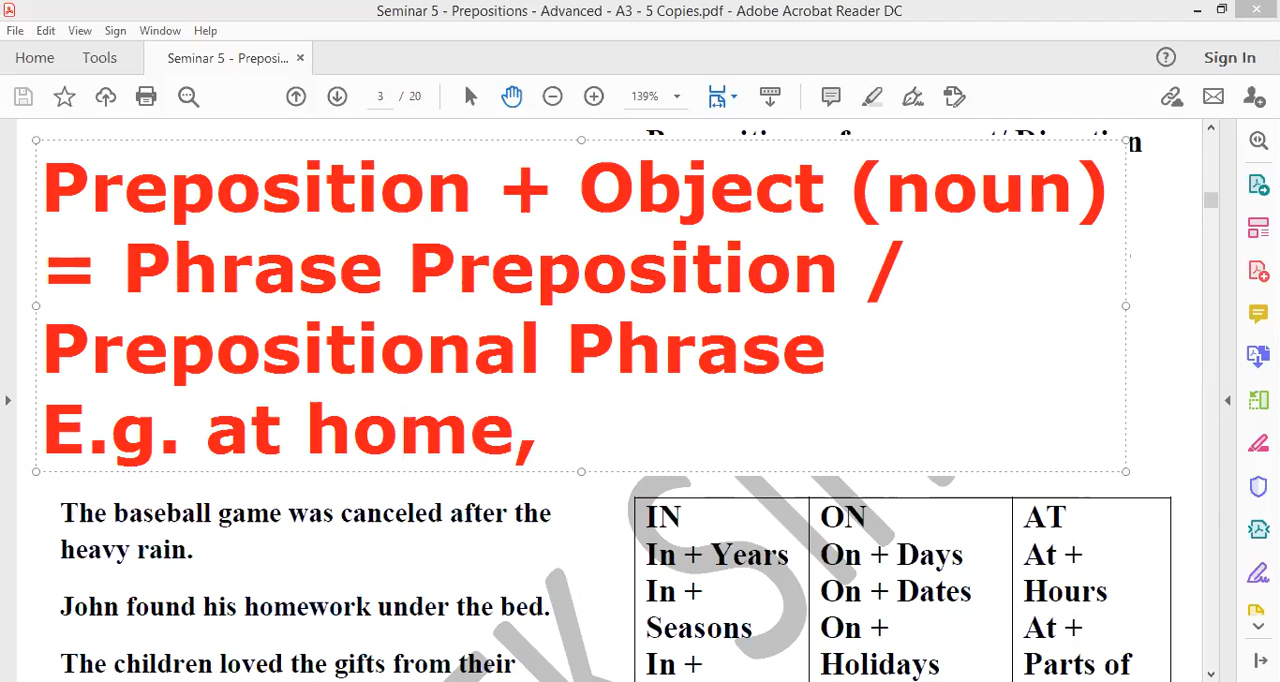 Seminar 5 - Prepositions - Advanced - A3 - 5 Copies.pdf - Adobe Acrobat Reader DC
File Edit View Sign Window Help
Home Tools Seminar 5 - Preposi... × Sign In
3 / 20 139%
Preposition + Object (noun)
= Phrase Preposition /
Prepositional Phrase
E.g. at home,
The baseball game was canceled after the
heavy rain.
John found his homework under the bed.
The children loved the gifts from their
IN ON AT
In + Years On + Days At +
In + On + Dates Hours
Seasons On + At +
In + Holidays Parts of